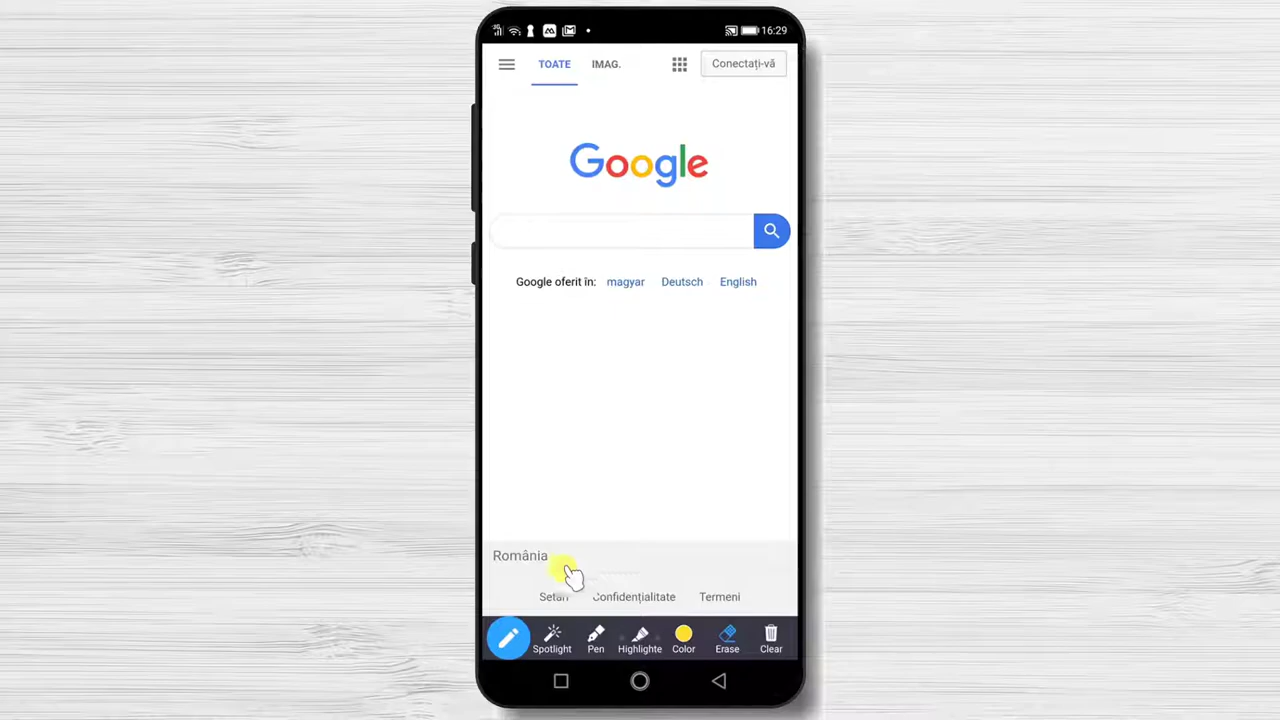 16:29
TOATE IMAG. Conectați-vă
Google
Google oferit în: magyar Deutsch English
România
Setări Confidențialitate Termeni
Spotlight Pen Highlighte Color Erase Clear